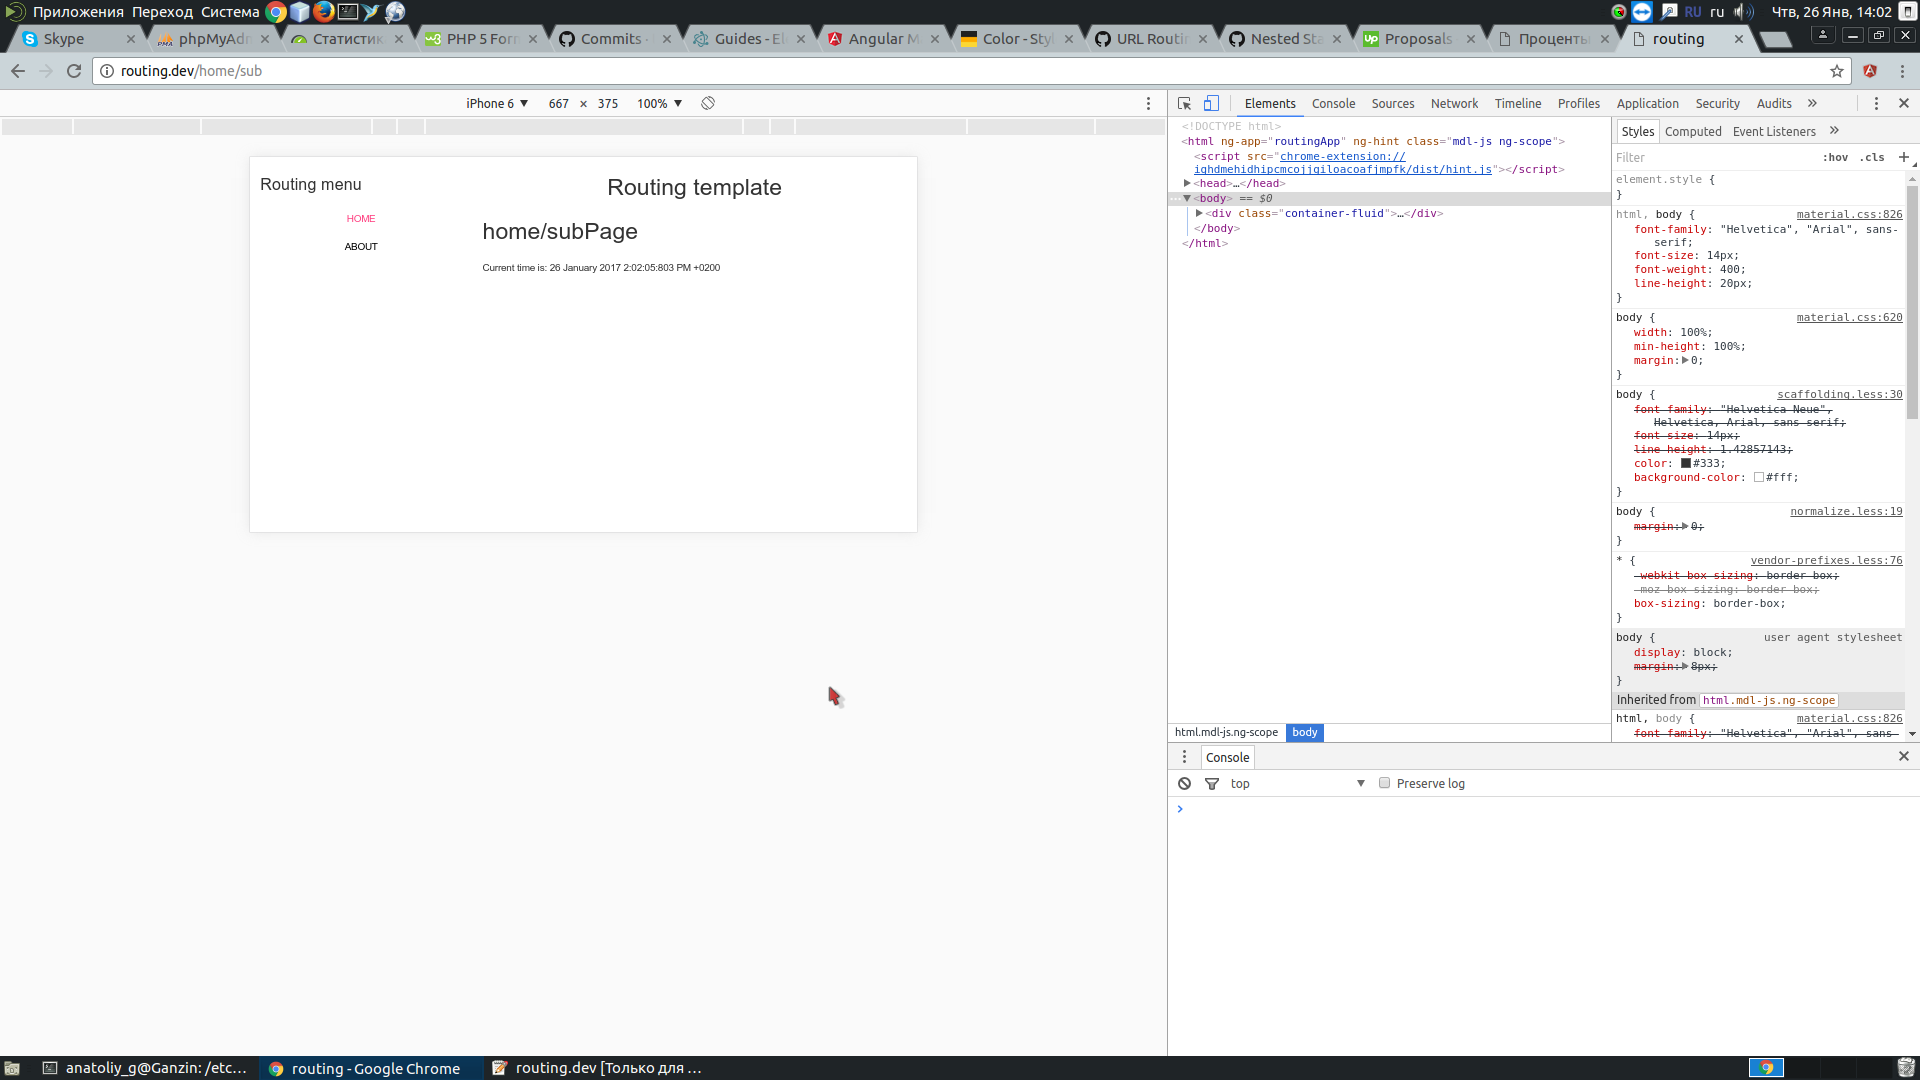 Приложения Переход Система
RU ru Чтв, 26 Янв, 14:02
Skype
phpMyAdn
Статистик
PHP 5 Forn
Commits ·
Guides - El
Angular M
Color - Styl
URL Routi
Nested Sta
Proposals
Проценты
routing
routing.dev/home/sub
iPhone 6 ▼ 667 × 375 100% ▼
Routing menu
HOME
ABOUT
Routing template
home/subPage
Current time is: 26 January 2017 2:02:05:803 PM +0200
Elements Console Sources Network Timeline Profiles Application Security Audits »
<!DOCTYPE html>
<html ng-app="routingApp" ng-hint class="mdl-js ng-scope">
<script src="chrome-extension://
iqhdmehidhipcmcojjqiloacoafjmpfk/dist/hint.js"></script>
▶<head>…</head>
…▼<body> == $0
▶<div class="container-fluid">…</div>
</body>
</html>
html.mdl-js.ng-scope body
Styles Computed Event Listeners »
Filter :hov .cls +
element.style {
}
html, body { material.css:826
font-family: "Helvetica", "Arial", sans-
serif;
font-size: 14px;
font-weight: 400;
line-height: 20px;
}
body { material.css:620
width: 100%;
min-height: 100%;
margin:▶0;
}
body { scaffolding.less:30
font-family: "Helvetica Neue",
Helvetica, Arial, sans-serif;
font-size: 14px;
line-height: 1.42857143;
color: #333;
background-color: #fff;
}
body { normalize.less:19
margin:▶0;
}
* { vendor-prefixes.less:76
-webkit-box-sizing: border-box;
-moz-box-sizing: border-box;
box-sizing: border-box;
}
body { user agent stylesheet
display: block;
margin:▶8px;
}
Inherited from html.mdl-js.ng-scope
html, body { material.css:826
font-family: "Helvetica", "Arial", sans-
Console
top ▼ Preserve log
>
anatoliy_g@Ganzin: /etc...
routing - Google Chrome
routing.dev [Только для ...